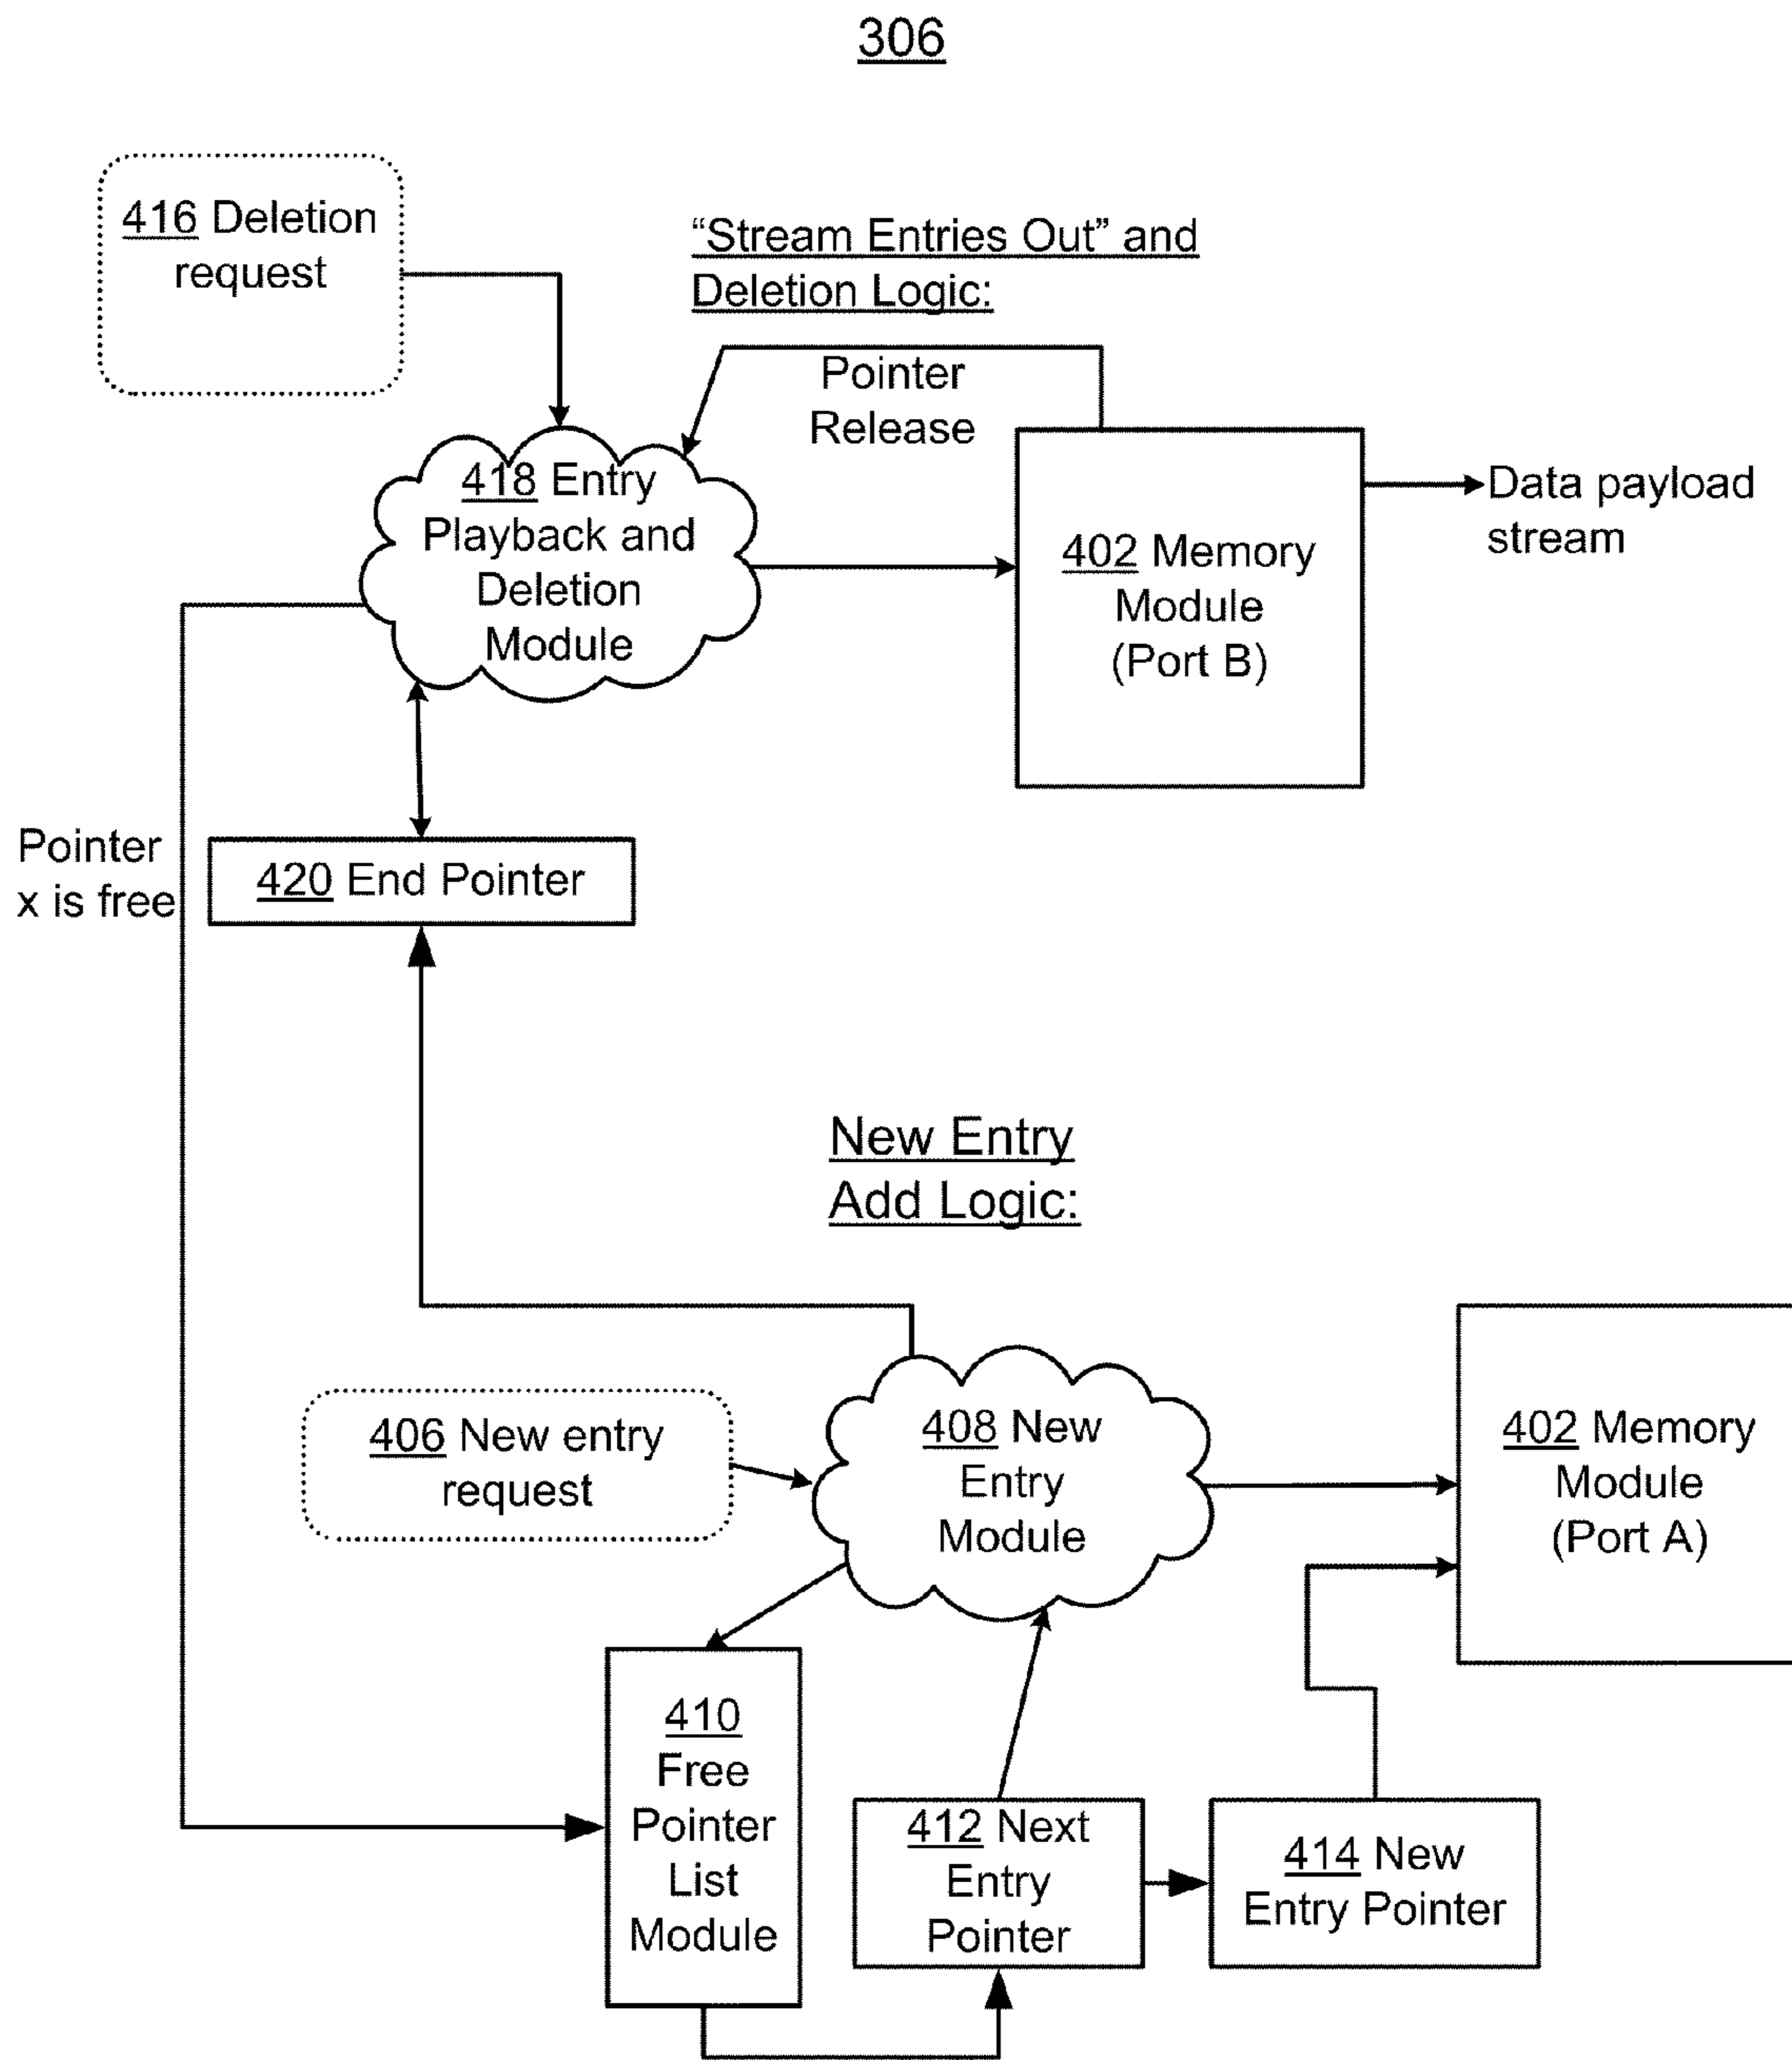 306
416 Deletion
request
“Stream Entries Out” and
Deletion Logic:
Pointer
Release
418 Entry
Playback and
Deletion
Module
402 Memory
Module
(Port B)
Data payload
stream
Pointer
x is free
420 End Pointer
New Entry
Add Logic:
406 New entry
request
408 New
Entry
Module
402 Memory
Module
(Port A)
410
Free
Pointer
List
Module
412 Next
Entry
Pointer
414 New
Entry Pointer